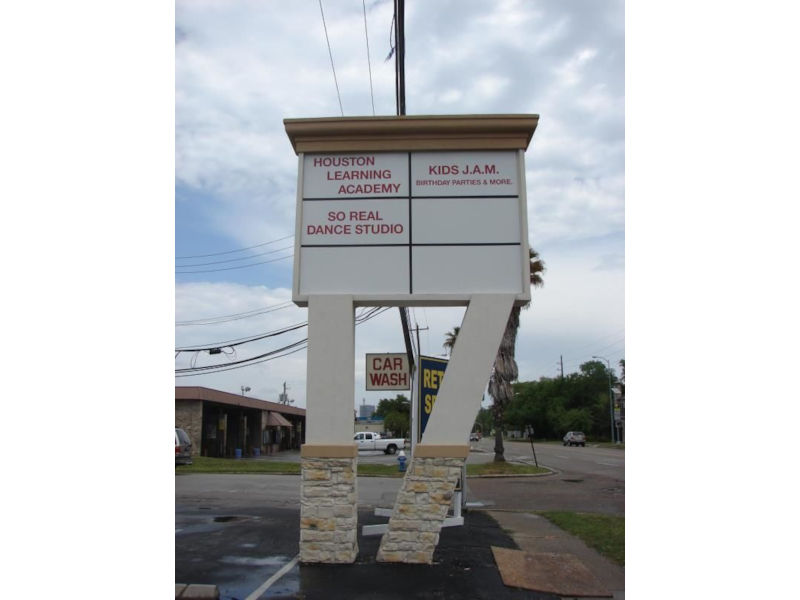 HOUSTON
LEARNING
ACADEMY
KIDS J.A.M.
BIRTHDAY PARTIES & MORE.
SO REAL
DANCE STUDIO
CAR
WASH